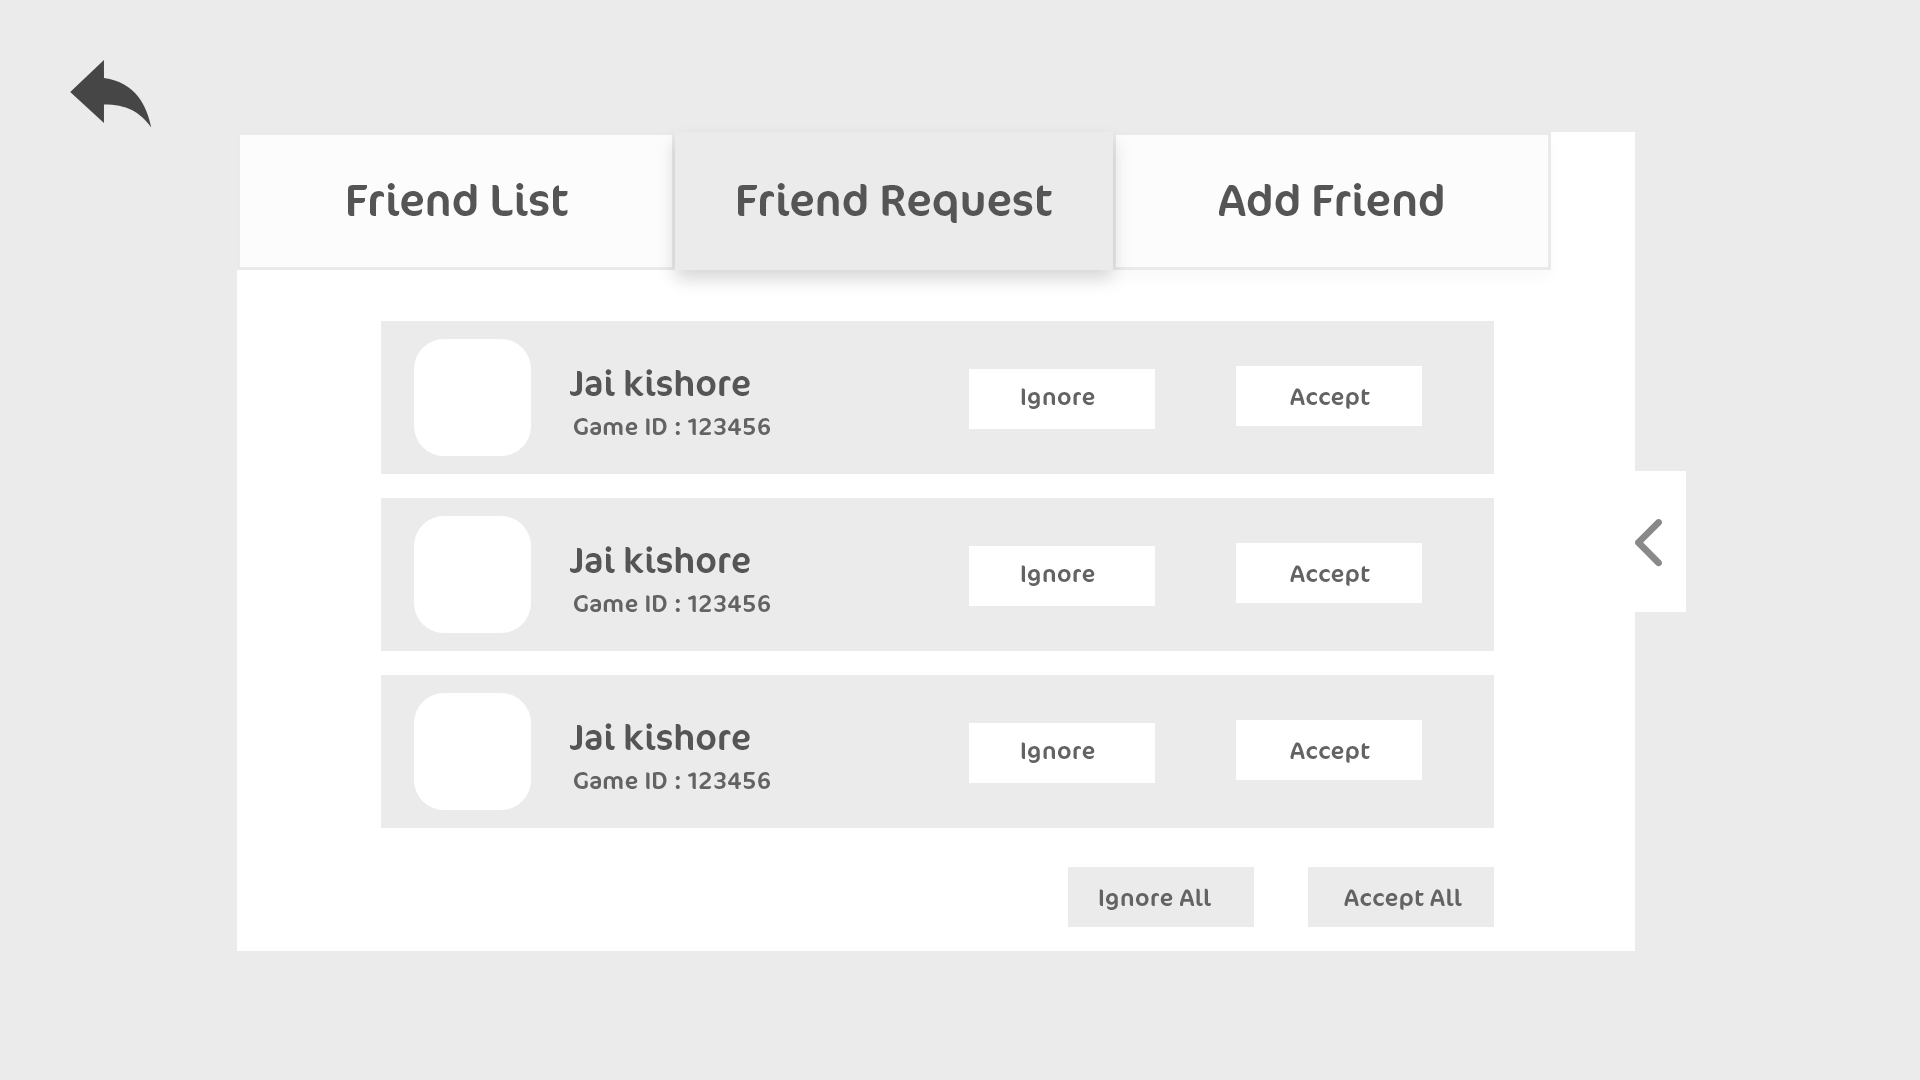 Friend List
Friend Request
Add Friend
Jai kishore
Game ID : 123456
Ignore
Accept
Jai kishore
Game ID : 123456
Ignore
Accept
Jai kishore
Game ID : 123456
Ignore
Accept
Ignore All
Accept All